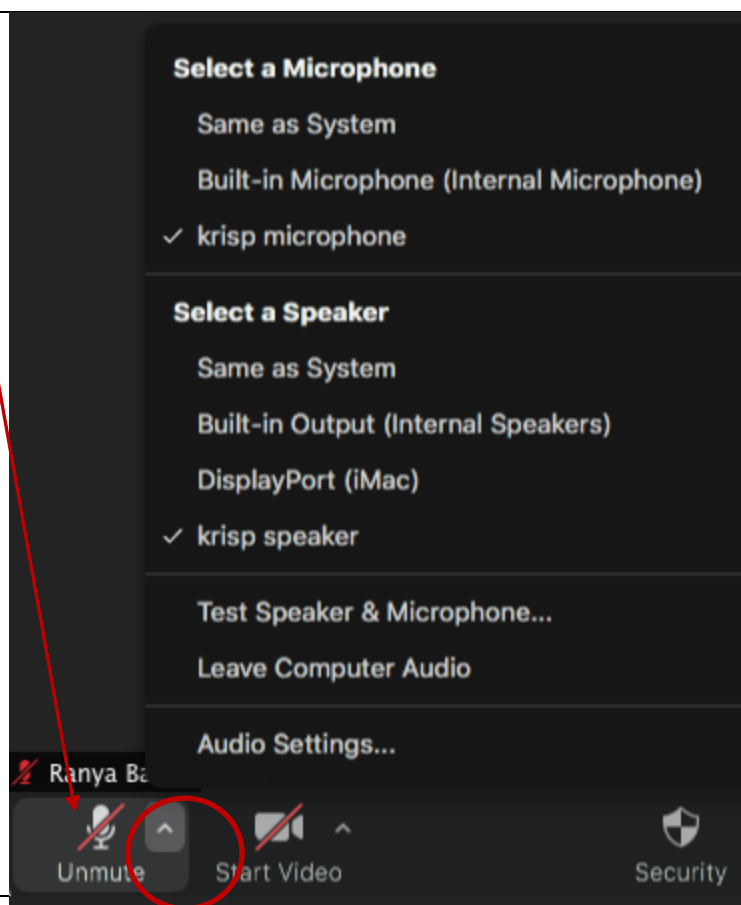 Select a Microphone
Same as System
Built-in Microphone (Internal Microphone)
✓ krisp microphone
Select a Speaker
Same as System
Built-in Output (Internal Speakers)
DisplayPort (iMac)
✓ krisp speaker
Test Speaker & Microphone...
Leave Computer Audio
Audio Settings...
Ranya Ba
Unmute
Start Video
Security